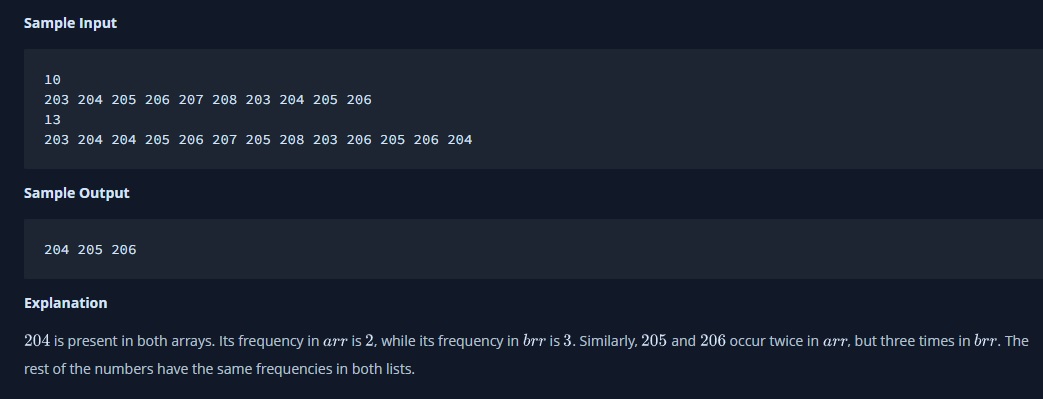 Sample Input
10
203 204 205 206 207 208 203 204 205 206
13
203 204 204 205 206 207 205 208 203 206 205 206 204
Sample Output
204 205 206
Explanation
204 is present in both arrays. Its frequency in arr is 2, while its frequency in brr is 3. Similarly, 205 and 206 occur twice in arr, but three times in brr. The
rest of the numbers have the same frequencies in both lists.